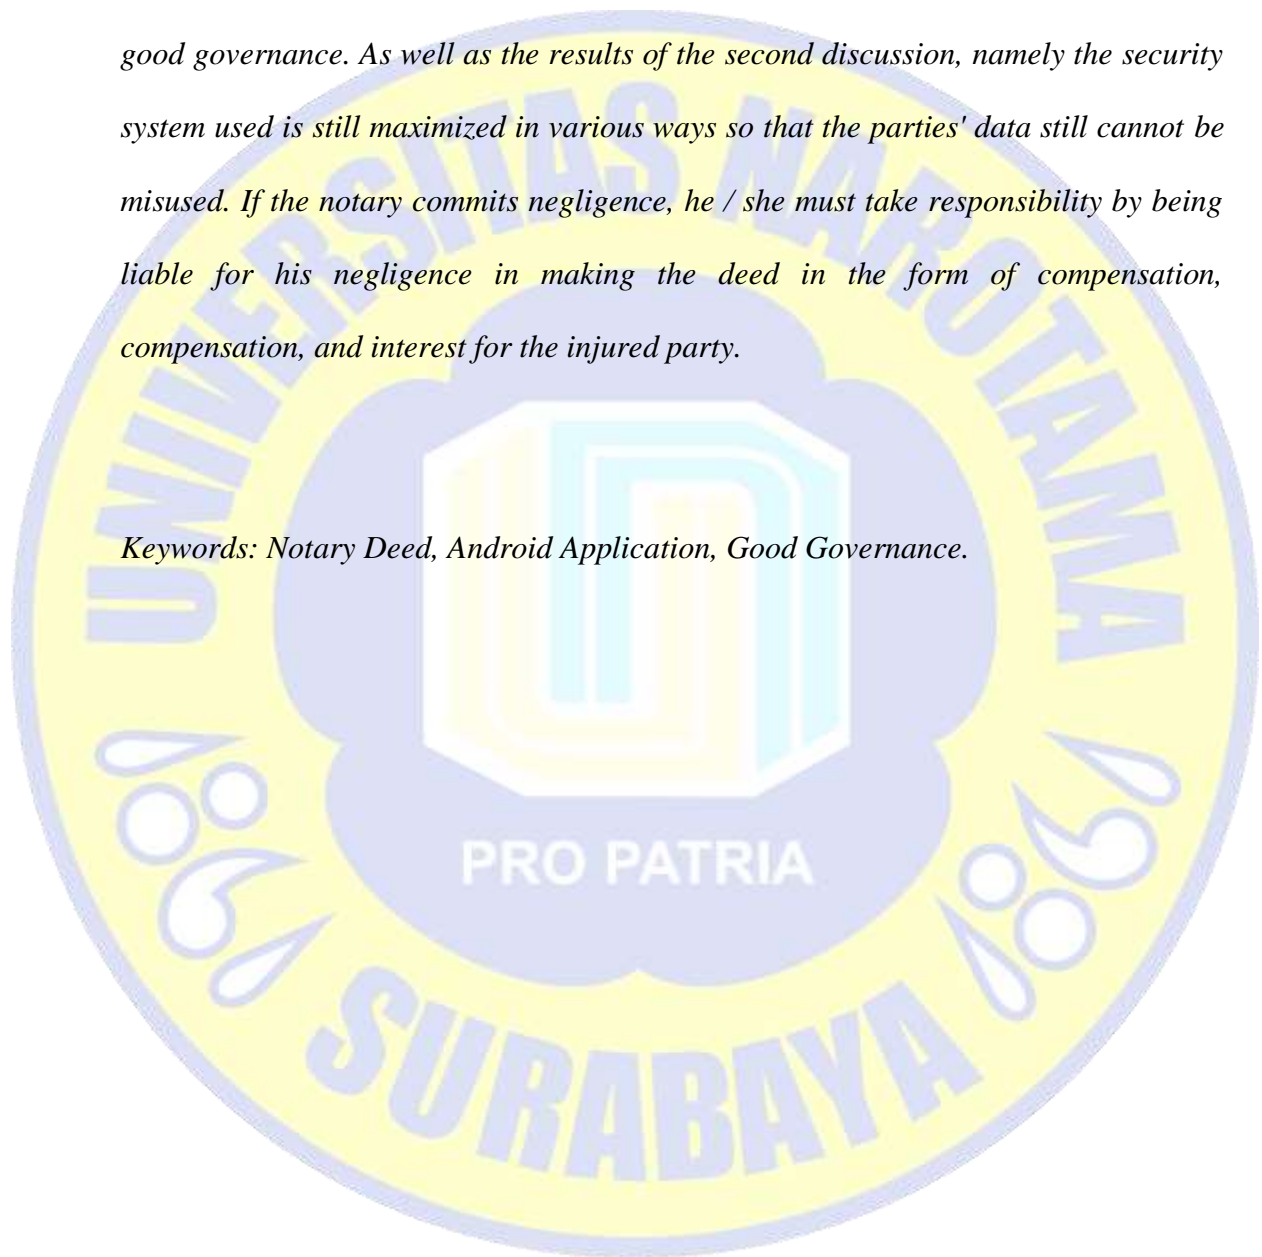 good governance. As well as the results of the second discussion, namely the security
system used is still maximized in various ways so that the parties' data still cannot be
misused. If the notary commits negligence, he / she must take responsibility by being
liable for his negligence in making the deed in the form of compensation,
compensation, and interest for the injured party.
Keywords: Notary Deed, Android Application, Good Governance.
UNIVERSITAS NAROTAMA
PRO PATRIA
SURABAYA